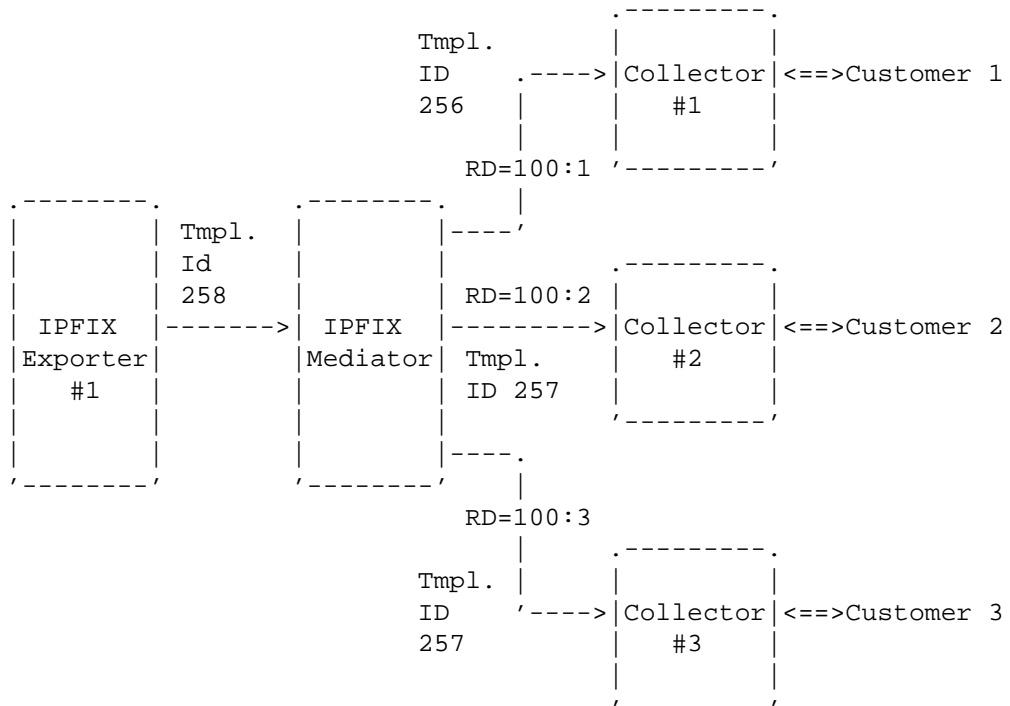 Tmpl.
ID .---->|Collector|<==>Customer 1
256 #1
RD=100:1
Tmpl.
Id
258 RD=100:2
IPFIX ------->| IPFIX |--------->|Collector|<==>Customer 2
Exporter Mediator Tmpl. #2
#1 ID 257
RD=100:3
Tmpl.
ID '---->|Collector|<==>Customer 3
257 #3